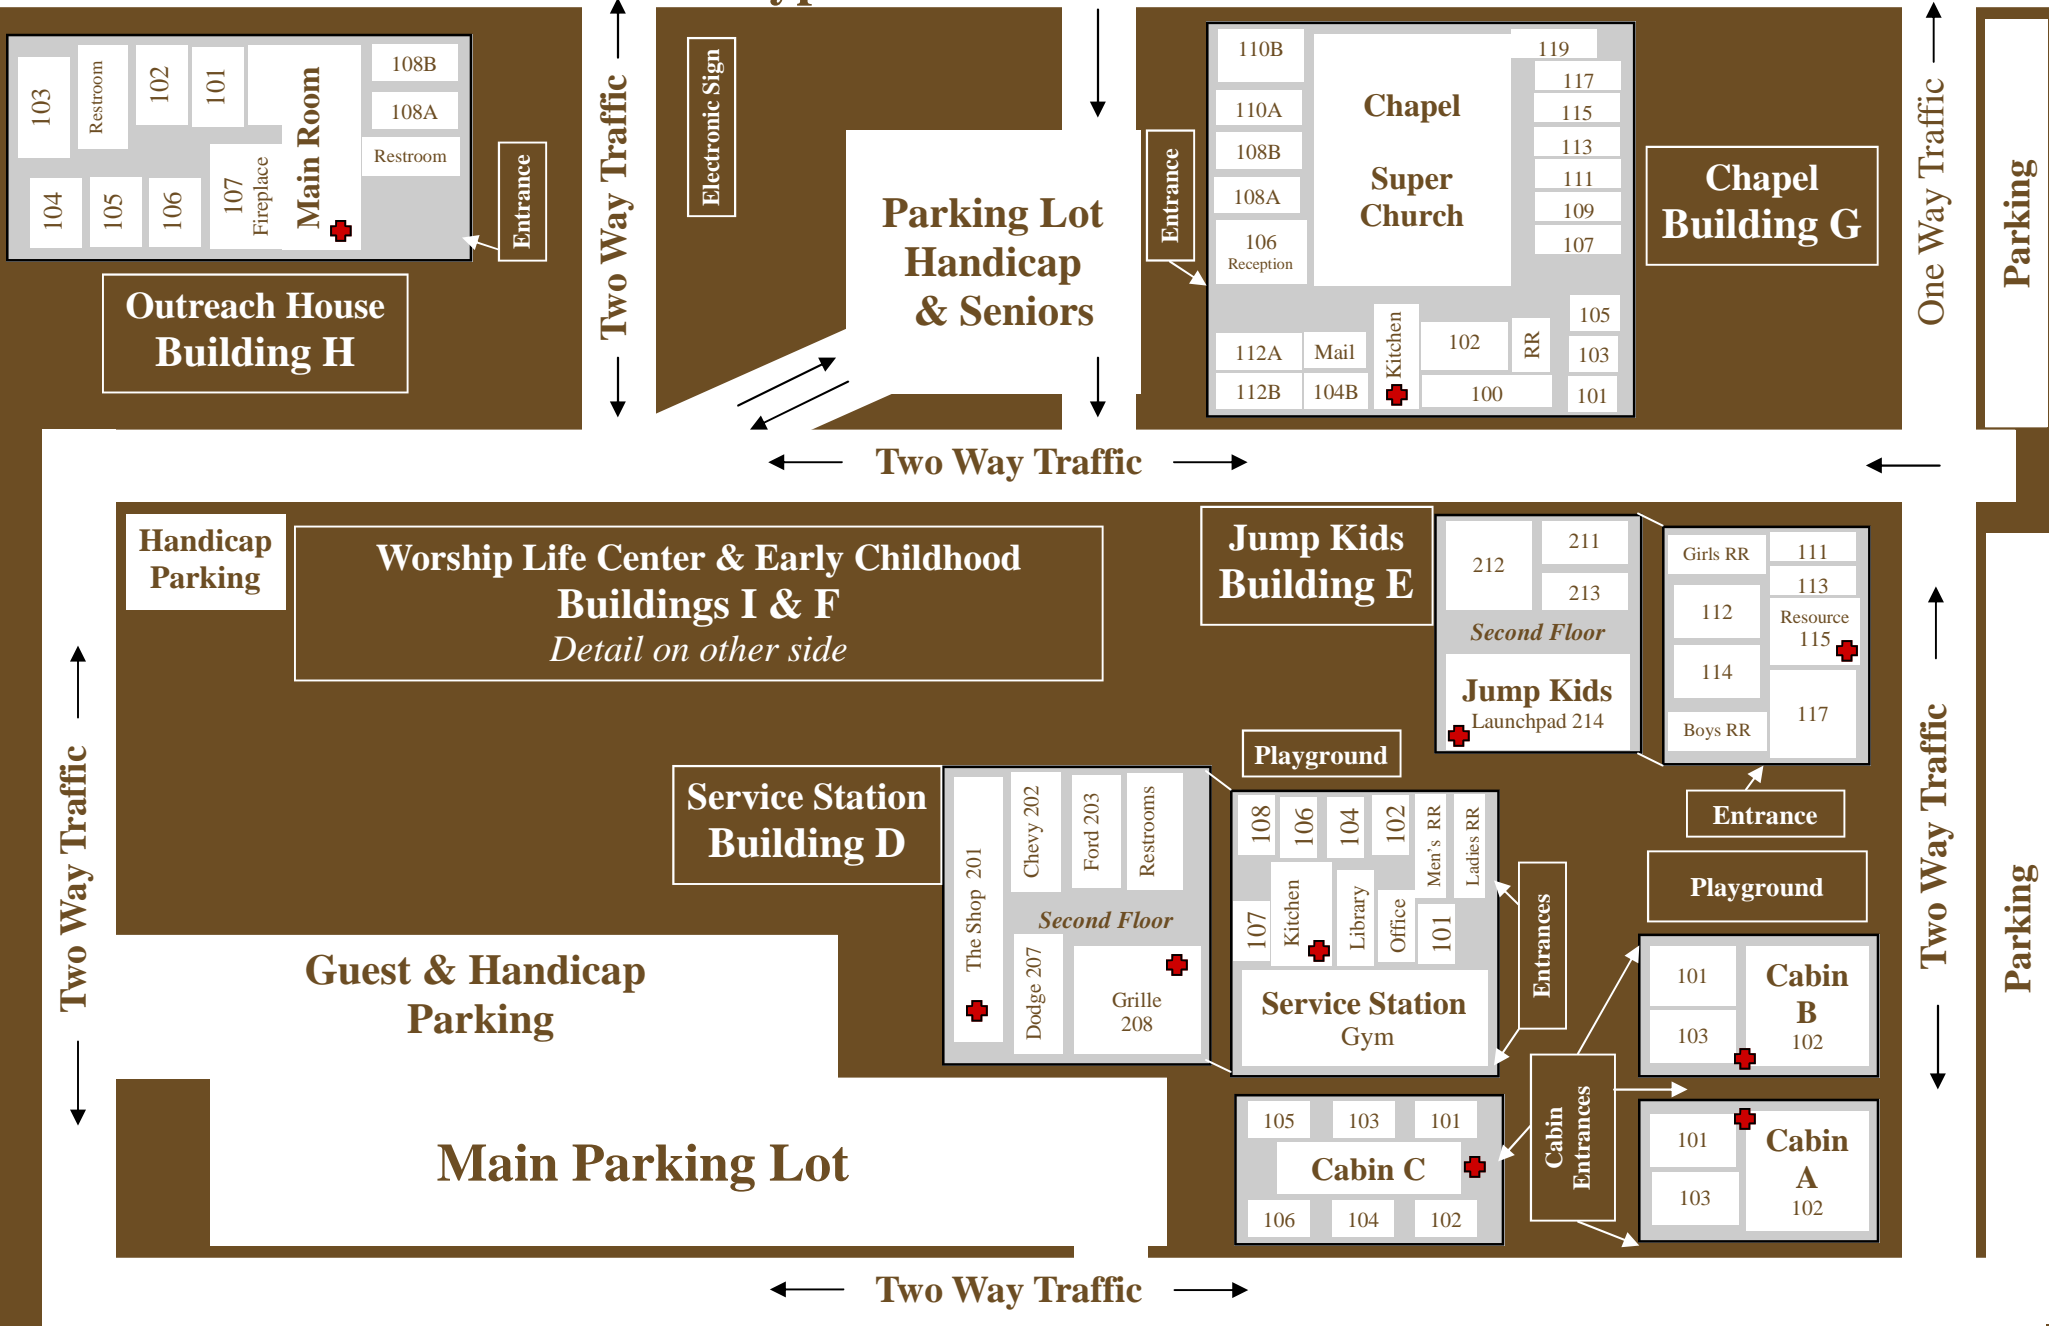 103
Restroom
102
101
Main Room
108B
108A
Restroom
104
105
106
107
Fireplace
Entrance
Outreach House
Building H
Two Way Traffic
Electronic Sign
Parking Lot
Handicap
& Seniors
Entrance
110B
110A
108B
108A
106
Reception
Chapel
Super
Church
119
117
115
113
111
109
107
112A
Mail
Kitchen
102
RR
105
103
112B
104B
100
101
Chapel
Building G
One Way Traffic
Parking
Two Way Traffic
Handicap
Parking
Worship Life Center & Early Childhood
Buildings I & F
Detail on other side
Jump Kids
Building E
212
211
213
Second Floor
Jump Kids
Launchpad 214
Girls RR
111
113
112
Resource
115
114
117
Boys RR
Entrance
Playground
Two Way Traffic
Two Way Traffic
Parking
Service Station
Building D
The Shop 201
Chevy 202
Ford 203
Restrooms
Second Floor
Dodge 207
Grille
208
Playground
108
106
104
102
Men's RR
Ladies RR
107
Kitchen
Library
Office
101
Service Station
Gym
Entrances
Guest & Handicap
Parking
Main Parking Lot
101
103
Cabin
B
102
Cabin
Entrances
105
103
101
Cabin C
106
104
102
101
103
Cabin
A
102
Two Way Traffic